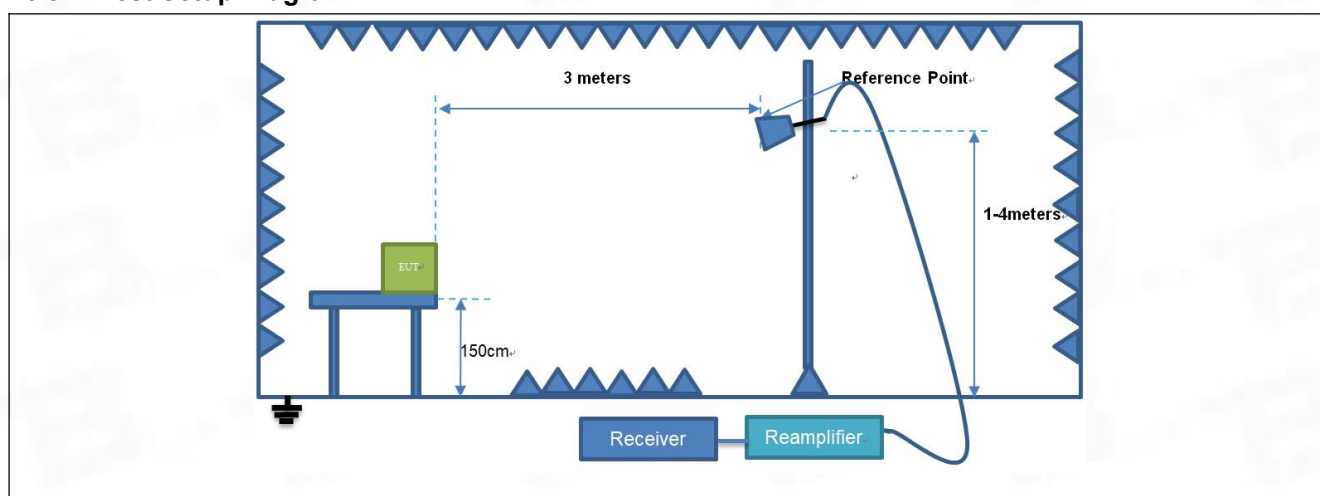 3 meters
Reference Point
1-4meters
EUT
150cm
Receiver
Reamplifier